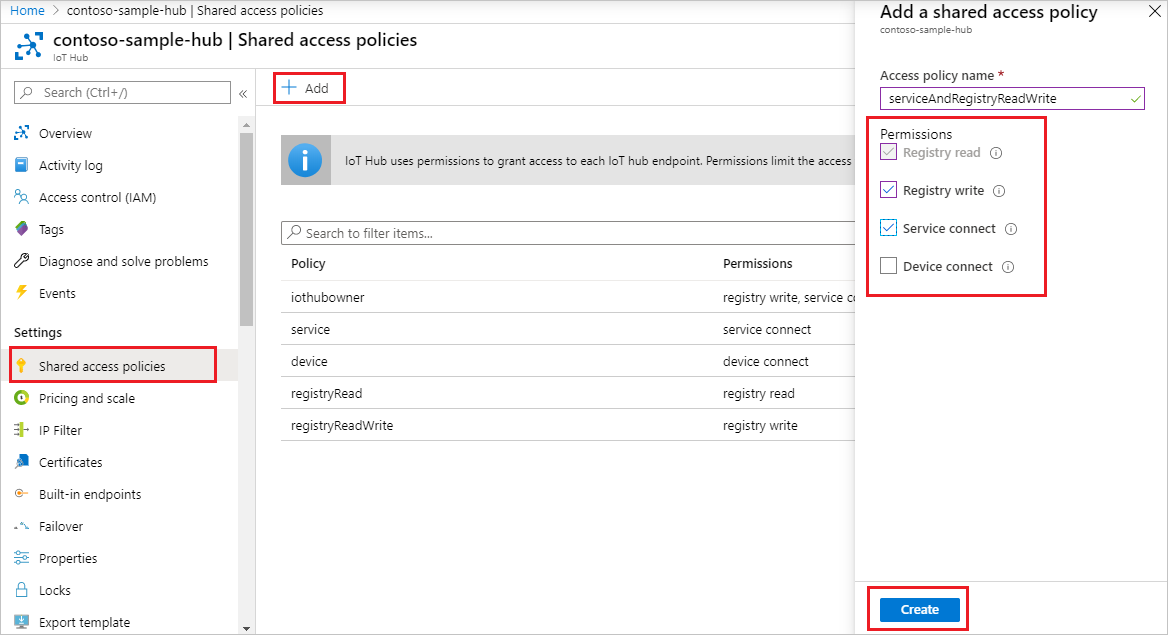 Home > contoso-sample-hub | Shared access policies
contoso-sample-hub | Shared access policies
IoT Hub
Search (Ctrl+/)
«
Overview
Activity log
Access control (IAM)
Tags
Diagnose and solve problems
Events
Settings
Shared access policies
Pricing and scale
IP Filter
Certificates
Built-in endpoints
Failover
Properties
Locks
Export template
+ Add
IoT Hub uses permissions to grant access to each IoT hub endpoint. Permissions limit the access
Search to filter items...
Policy Permissions
iothubowner registry write, service co
service service connect
device device connect
registryRead registry read
registryReadWrite registry write
Add a shared access policy
contoso-sample-hub
Access policy name *
serviceAndRegistryReadWrite
Permissions
Registry read
Registry write
Service connect
Device connect
Create